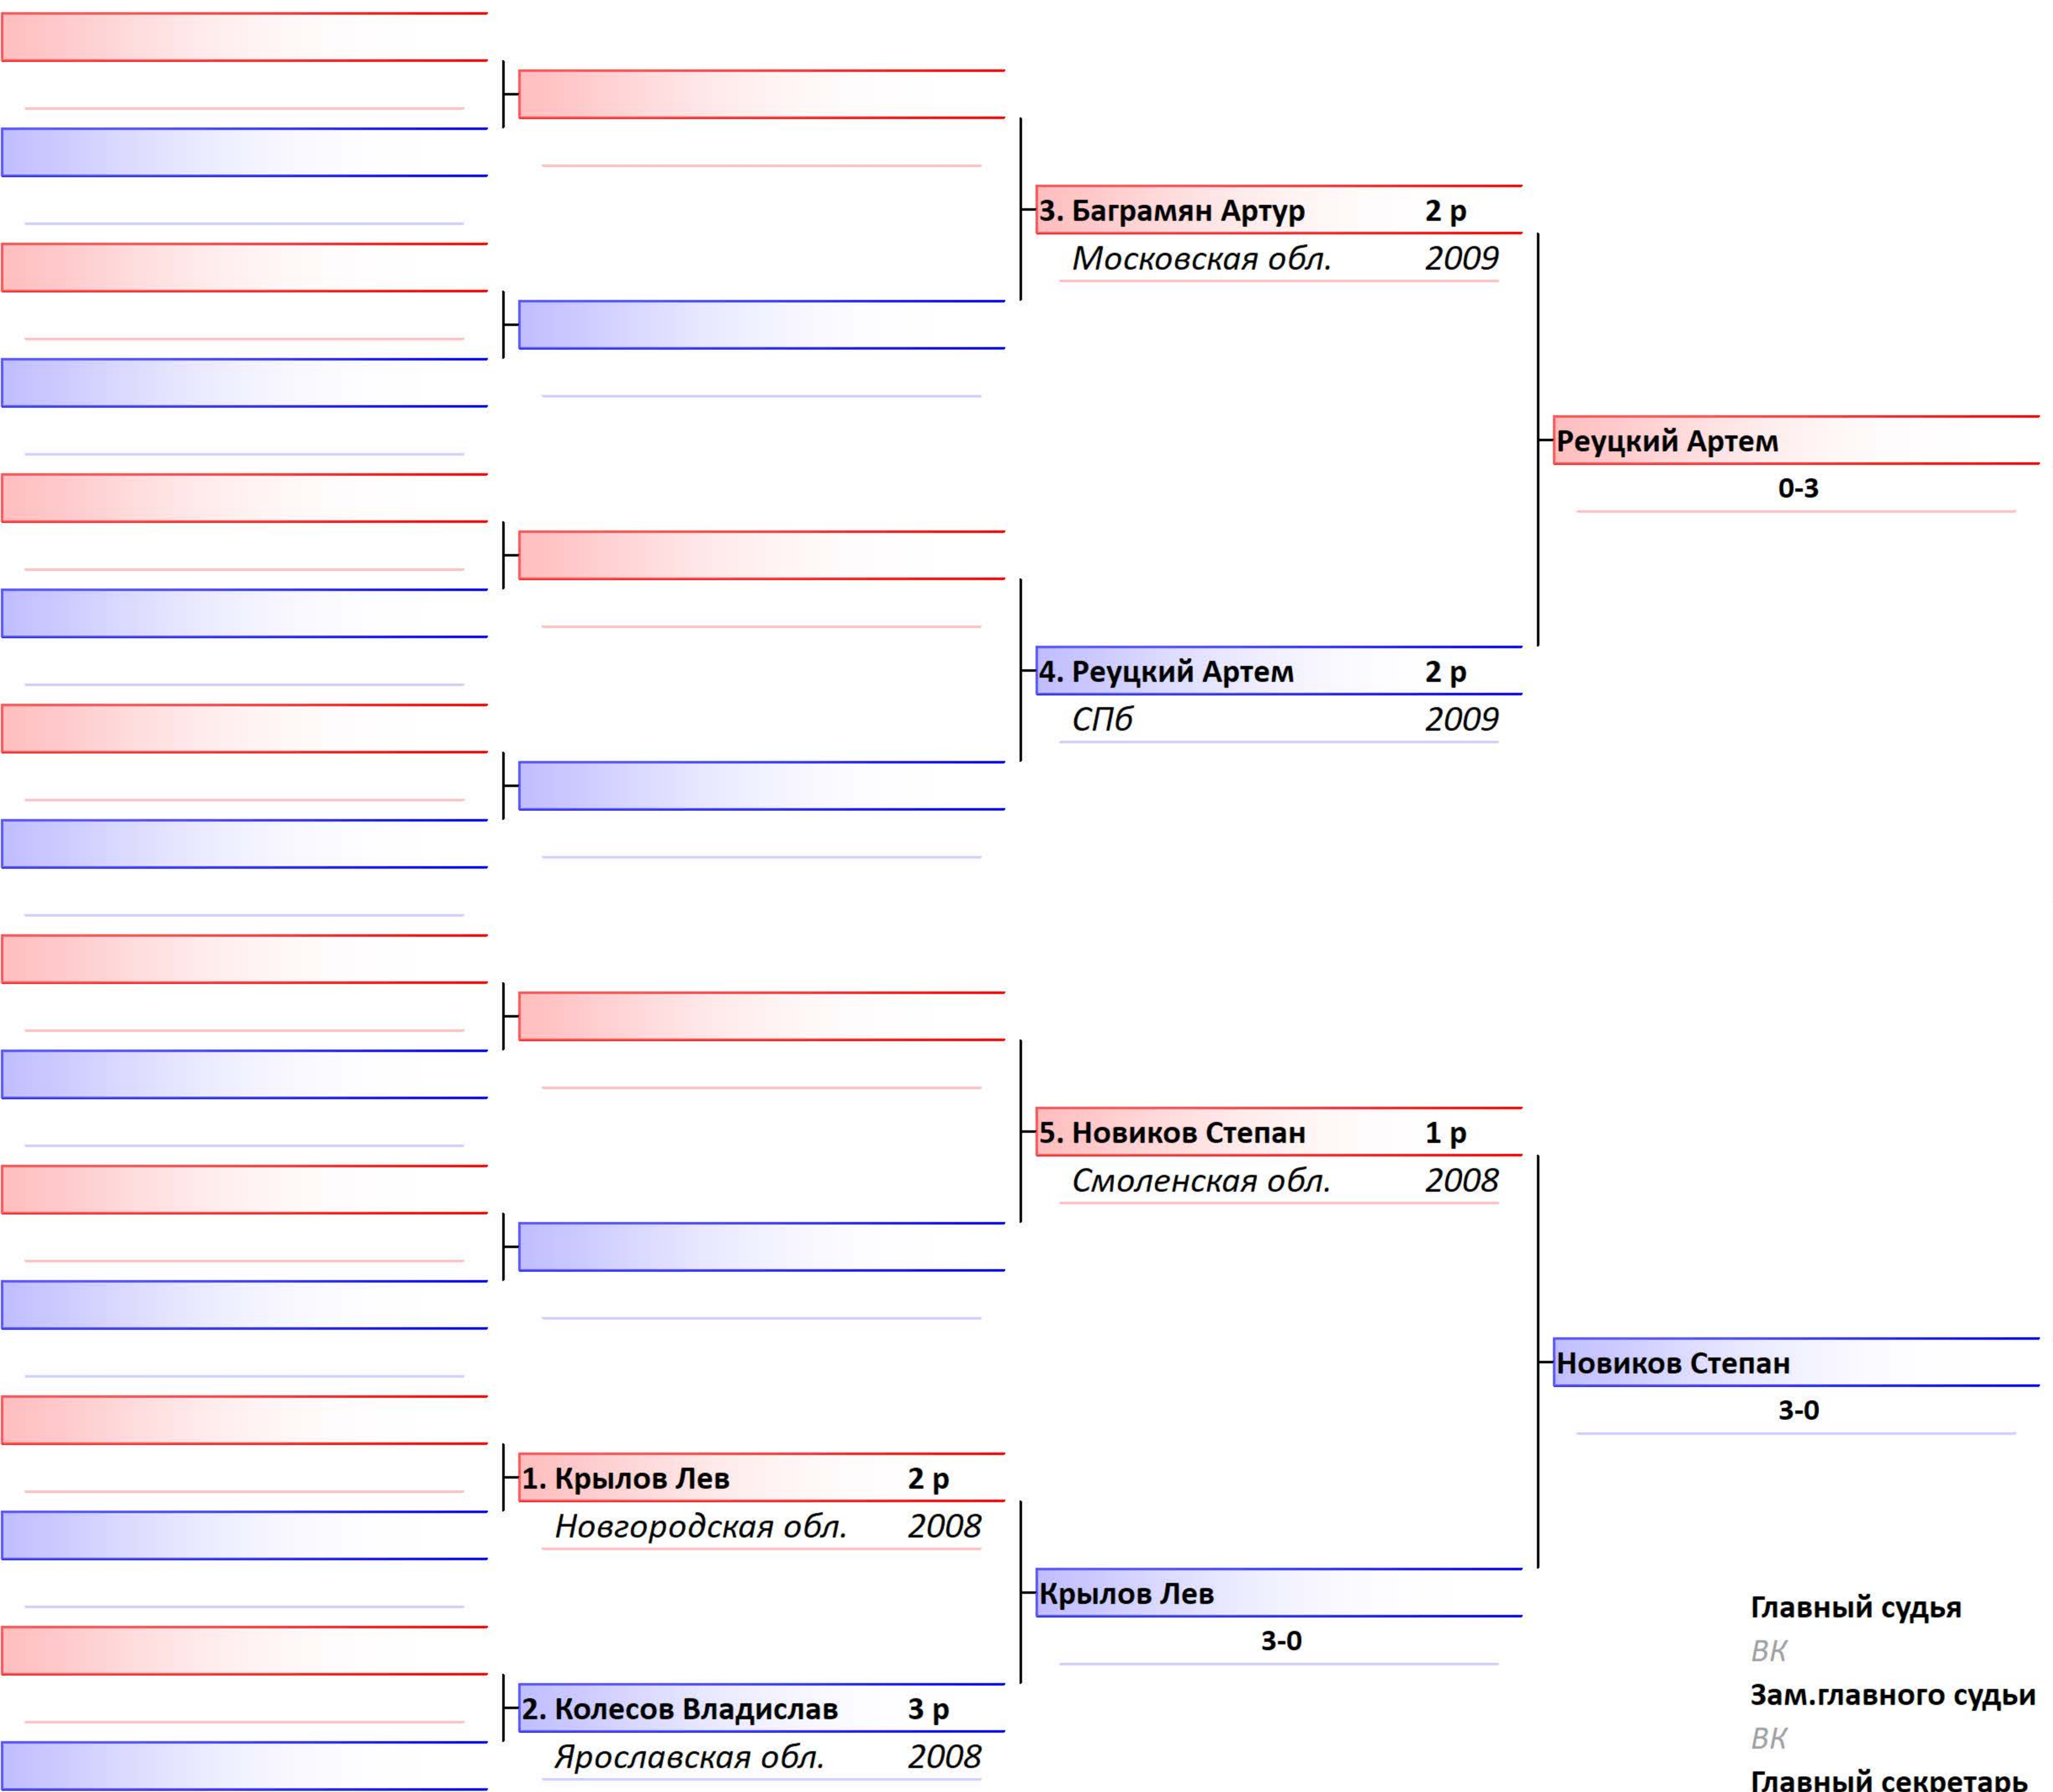 3. Баграмян Артур 2 р
Московская обл. 2009
Реуцкий Артем
0-3
4. Реуцкий Артем 2 р
СПб 2009
5. Новиков Степан 1 р
Смоленская обл. 2008
Новиков Степан
3-0
1. Крылов Лев 2 р
Новгородская обл. 2008
Крылов Лев
3-0
2. Колесов Владислав 3 р
Ярославская обл. 2008
Главный судья
ВК
Зам.главного судьи
ВК
Главный секретарь